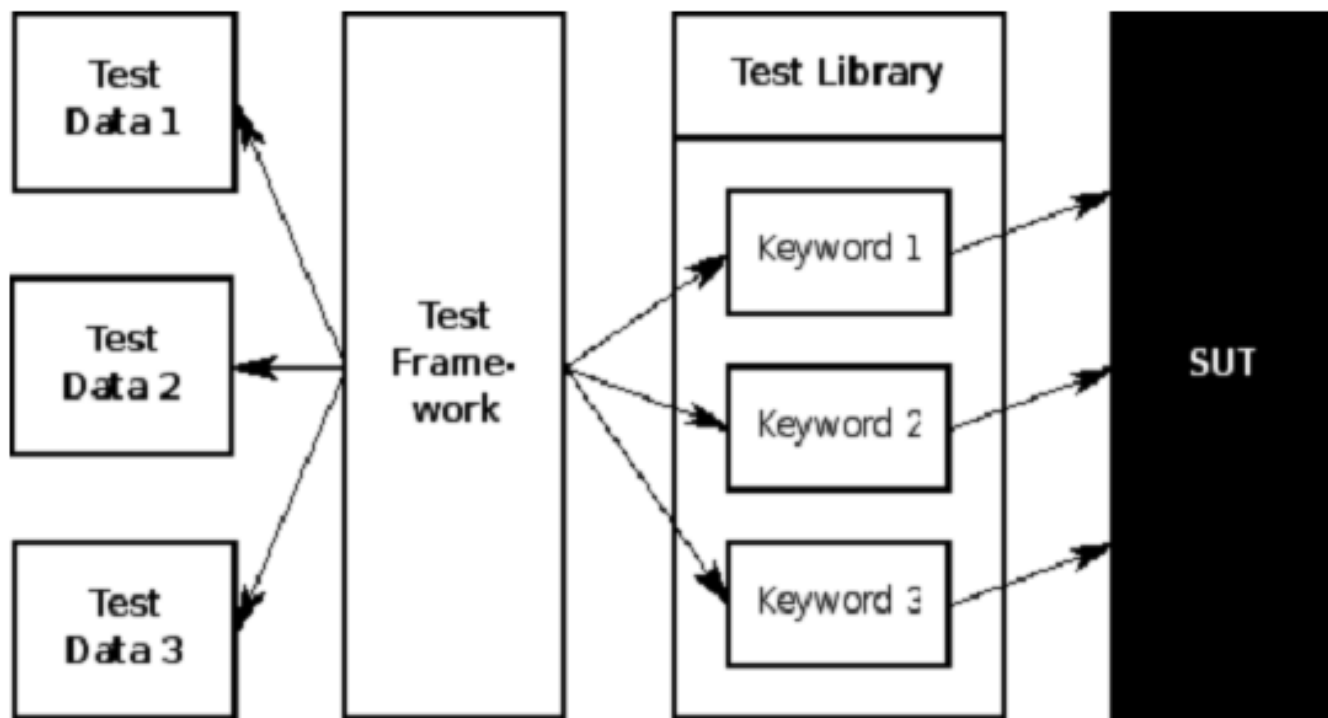 Test
Data 1
Test
Data 2
Test
Data 3
Test
Frame-
work
Test Library
Keyword 1
Keyword 2
Keyword 3
SUT